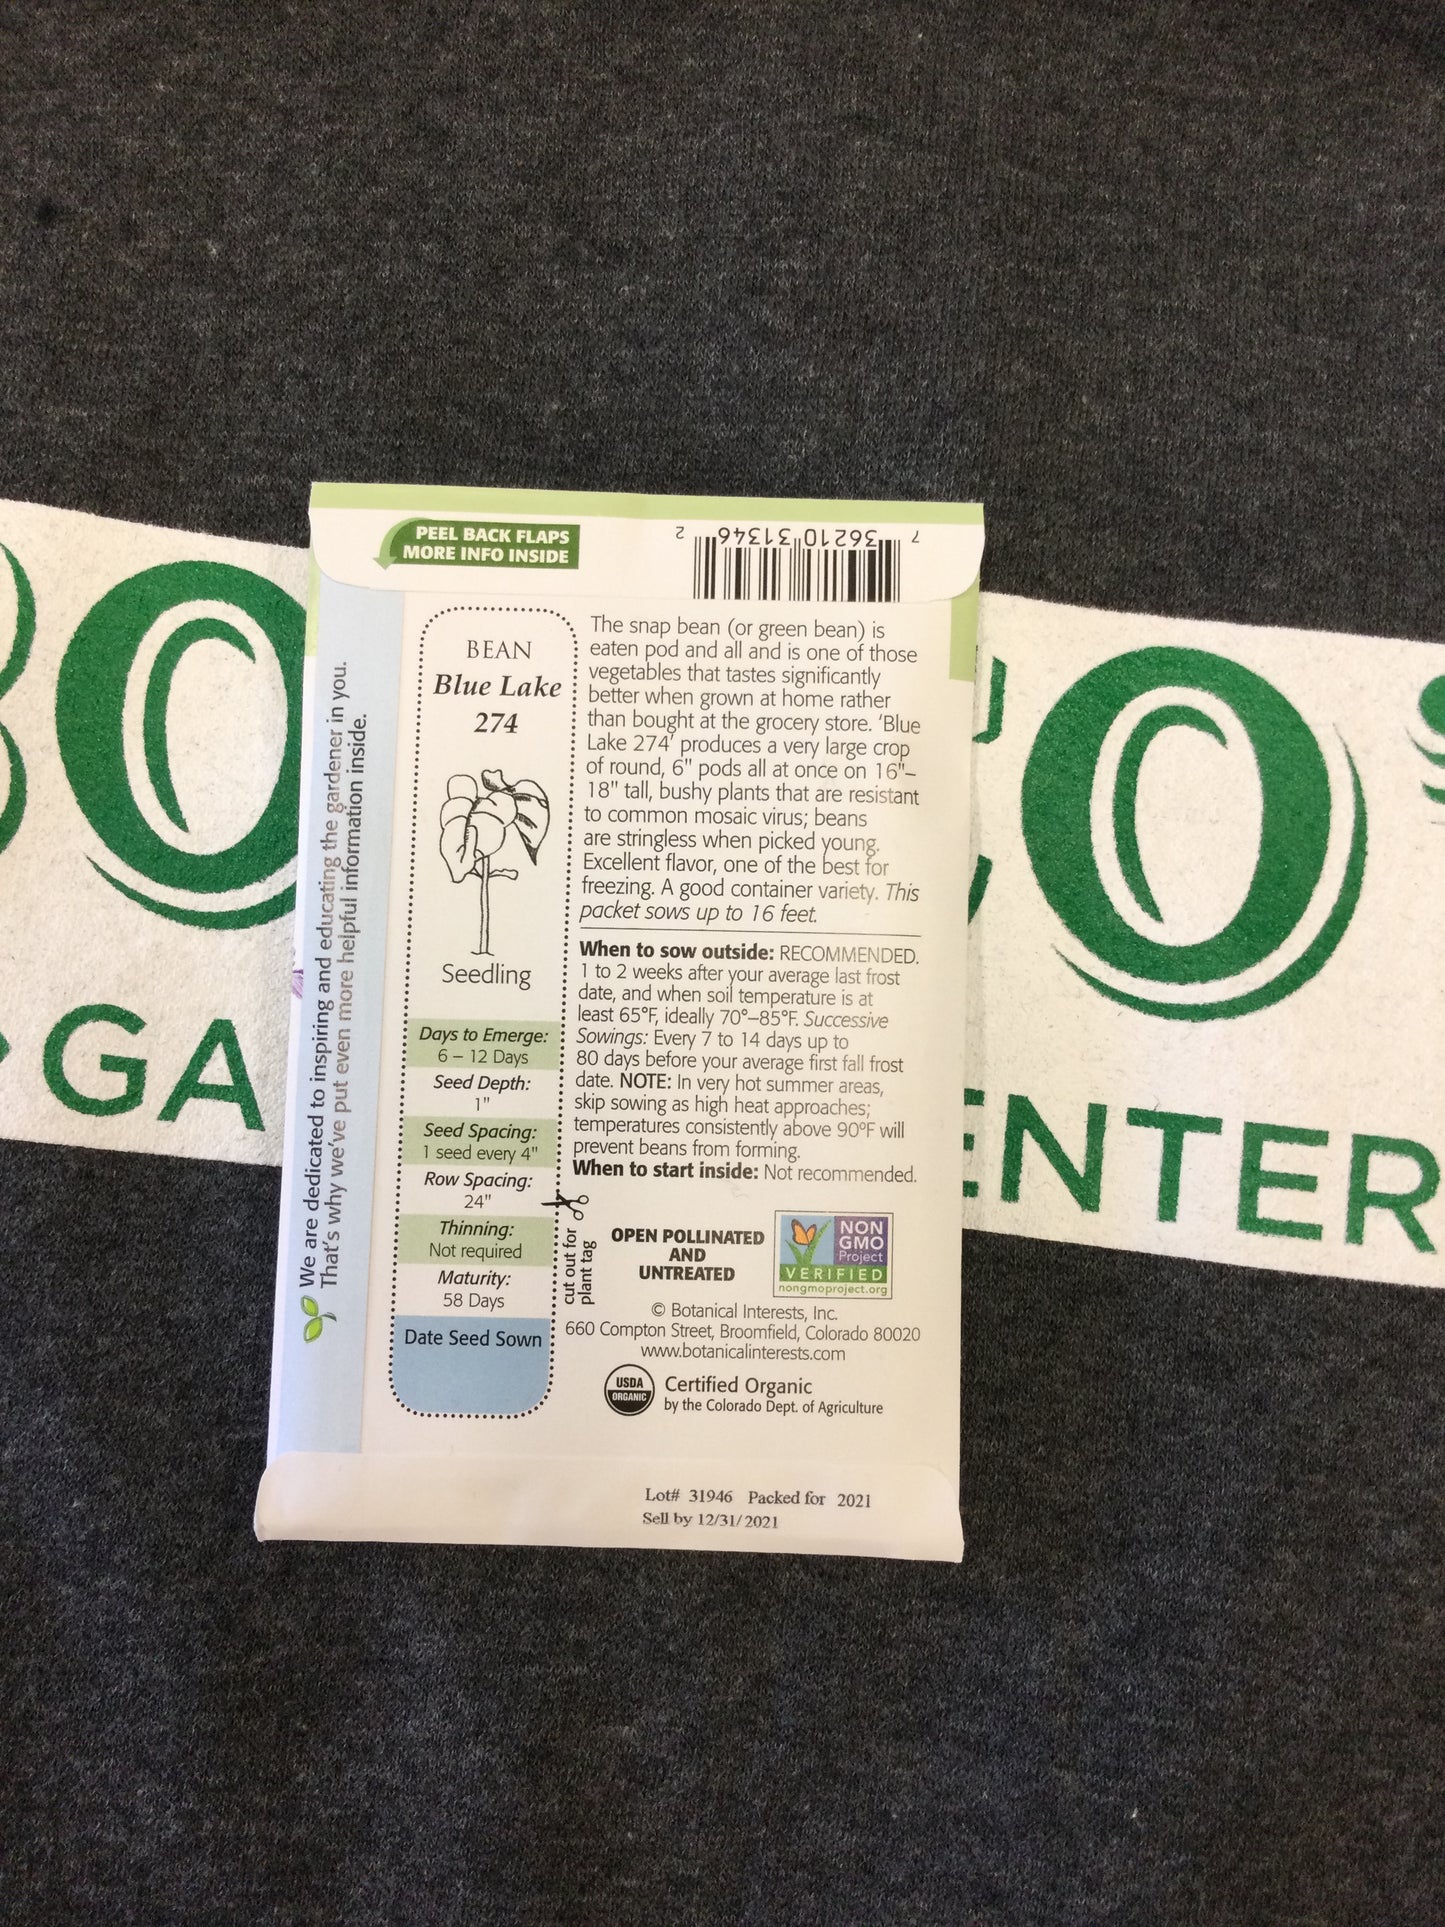 PEEL BACK FLAPS
MORE INFO INSIDE
7 36210 31346 2
BEAN
Blue Lake
274
Seedling
Days to Emerge:
6 – 12 Days
Seed Depth:
1"
Seed Spacing:
1 seed every 4"
Row Spacing:
24"
Thinning:
Not required
Maturity:
58 Days
Date Seed Sown
cut out for
plant tag
We are dedicated to inspiring and educating the gardener in you.
That's why we've put even more helpful information inside.
The snap bean (or green bean) is
eaten pod and all and is one of those
vegetables that tastes significantly
better when grown at home rather
than bought at the grocery store. 'Blue
Lake 274' produces a very large crop
of round, 6" pods all at once on 16"–
18" tall, bushy plants that are resistant
to common mosaic virus; beans
are stringless when picked young.
Excellent flavor, one of the best for
freezing. A good container variety. This
packet sows up to 16 feet.
When to sow outside: RECOMMENDED.
1 to 2 weeks after your average last frost
date, and when soil temperature is at
least 65°F, ideally 70°–85°F. Successive
Sowings: Every 7 to 14 days up to
80 days before your average first fall frost
date. NOTE: In very hot summer areas,
skip sowing as high heat approaches;
temperatures consistently above 90°F will
prevent beans from forming.
When to start inside: Not recommended.
OPEN POLLINATED
AND
UNTREATED
NON
GMO
Project
VERIFIED
nongmoproject.org
© Botanical Interests, Inc.
660 Compton Street, Broomfield, Colorado 80020
www.botanicalinterests.com
USDA
ORGANIC
Certified Organic
by the Colorado Dept. of Agriculture
Lot# 31946 Packed for 2021
Sell by 12/31/2021
O
O
GA
ENTER